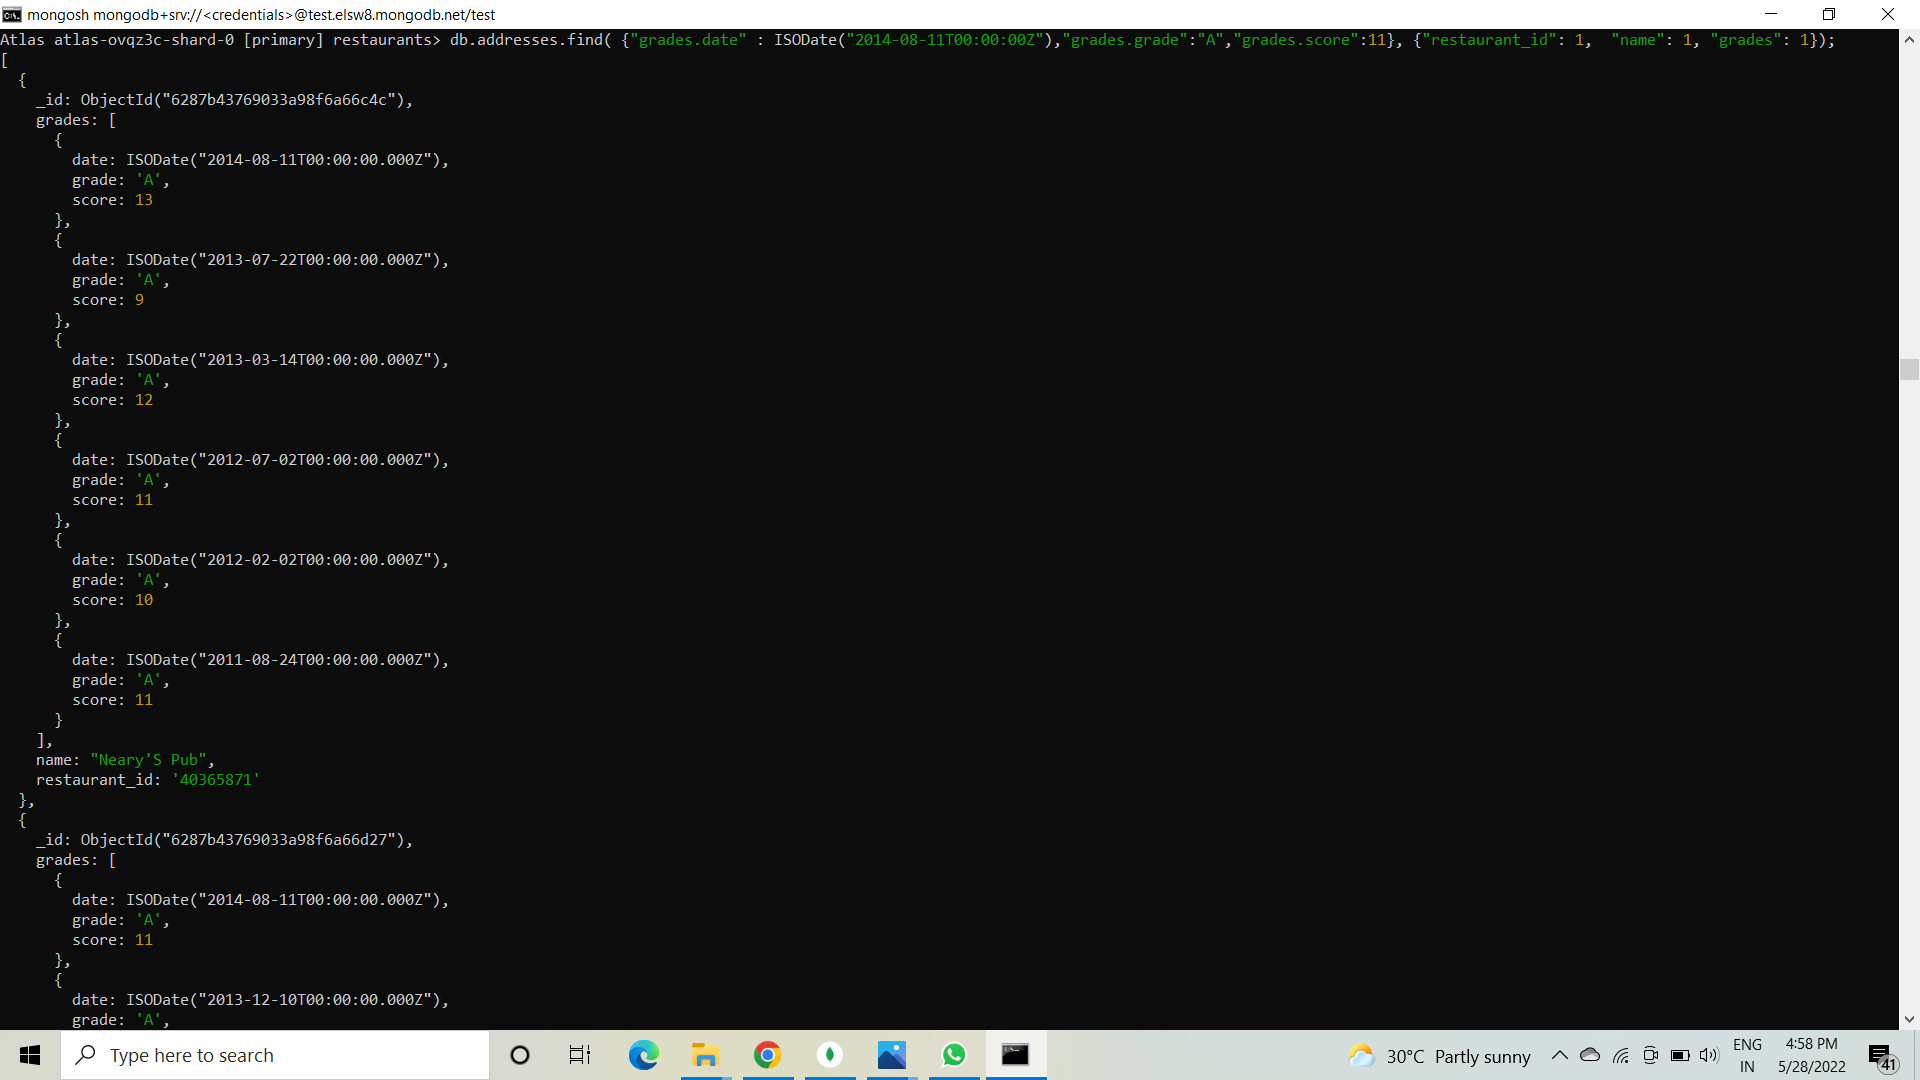 mongosh mongodb+srv://<credentials>@test.elsw8.mongodb.net/test
Atlas atlas-ovqz3c-shard-0 [primary] restaurants> db.addresses.find( {"grades.date" : ISODate("2014-08-11T00:00:00Z"),"grades.grade":"A","grades.score":11}, {"restaurant_id": 1,  "name": 1, "grades": 1});
[
  {
    _id: ObjectId("6287b43769033a98f6a66c4c"),
    grades: [
      {
        date: ISODate("2014-08-11T00:00:00.000Z"),
        grade: 'A',
        score: 13
      },
      {
        date: ISODate("2013-07-22T00:00:00.000Z"),
        grade: 'A',
        score: 9
      },
      {
        date: ISODate("2013-03-14T00:00:00.000Z"),
        grade: 'A',
        score: 12
      },
      {
        date: ISODate("2012-07-02T00:00:00.000Z"),
        grade: 'A',
        score: 11
      },
      {
        date: ISODate("2012-02-02T00:00:00.000Z"),
        grade: 'A',
        score: 10
      },
      {
        date: ISODate("2011-08-24T00:00:00.000Z"),
        grade: 'A',
        score: 11
      }
    ],
    name: "Neary'S Pub",
    restaurant_id: '40365871'
  },
  {
    _id: ObjectId("6287b43769033a98f6a66d27"),
    grades: [
      {
        date: ISODate("2014-08-11T00:00:00.000Z"),
        grade: 'A',
        score: 11
      },
      {
        date: ISODate("2013-12-10T00:00:00.000Z"),
        grade: 'A',
Type here to search
30°C Partly sunny
ENG
IN
4:58 PM
5/28/2022
41